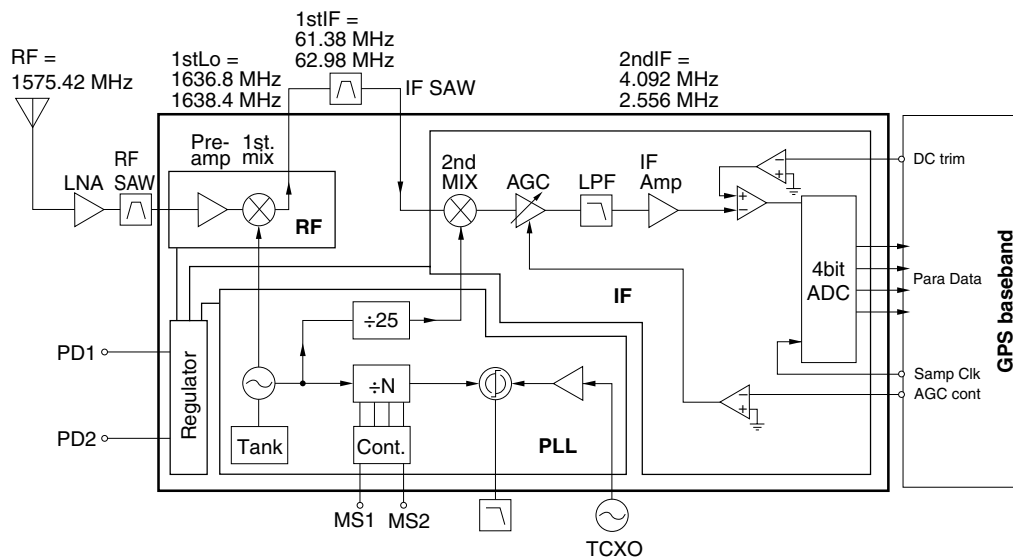 RF =
1575.42 MHz
1stLo =
1636.8 MHz
1638.4 MHz
1stIF =
61.38 MHz
62.98 MHz
IF SAW
2ndIF =
4.092 MHz
2.556 MHz
LNA
RF
SAW
Pre-
amp
1st.
mix
RF
2nd
MIX
AGC
LPF
IF
Amp
+
−
−
+
4bit
ADC
IF
DC trim
Para Data
Samp Clk
AGC cont
GPS baseband
−
+
÷25
÷N
Cont.
Tank
PLL
Regulator
PD1
PD2
MS1
MS2
TCXO